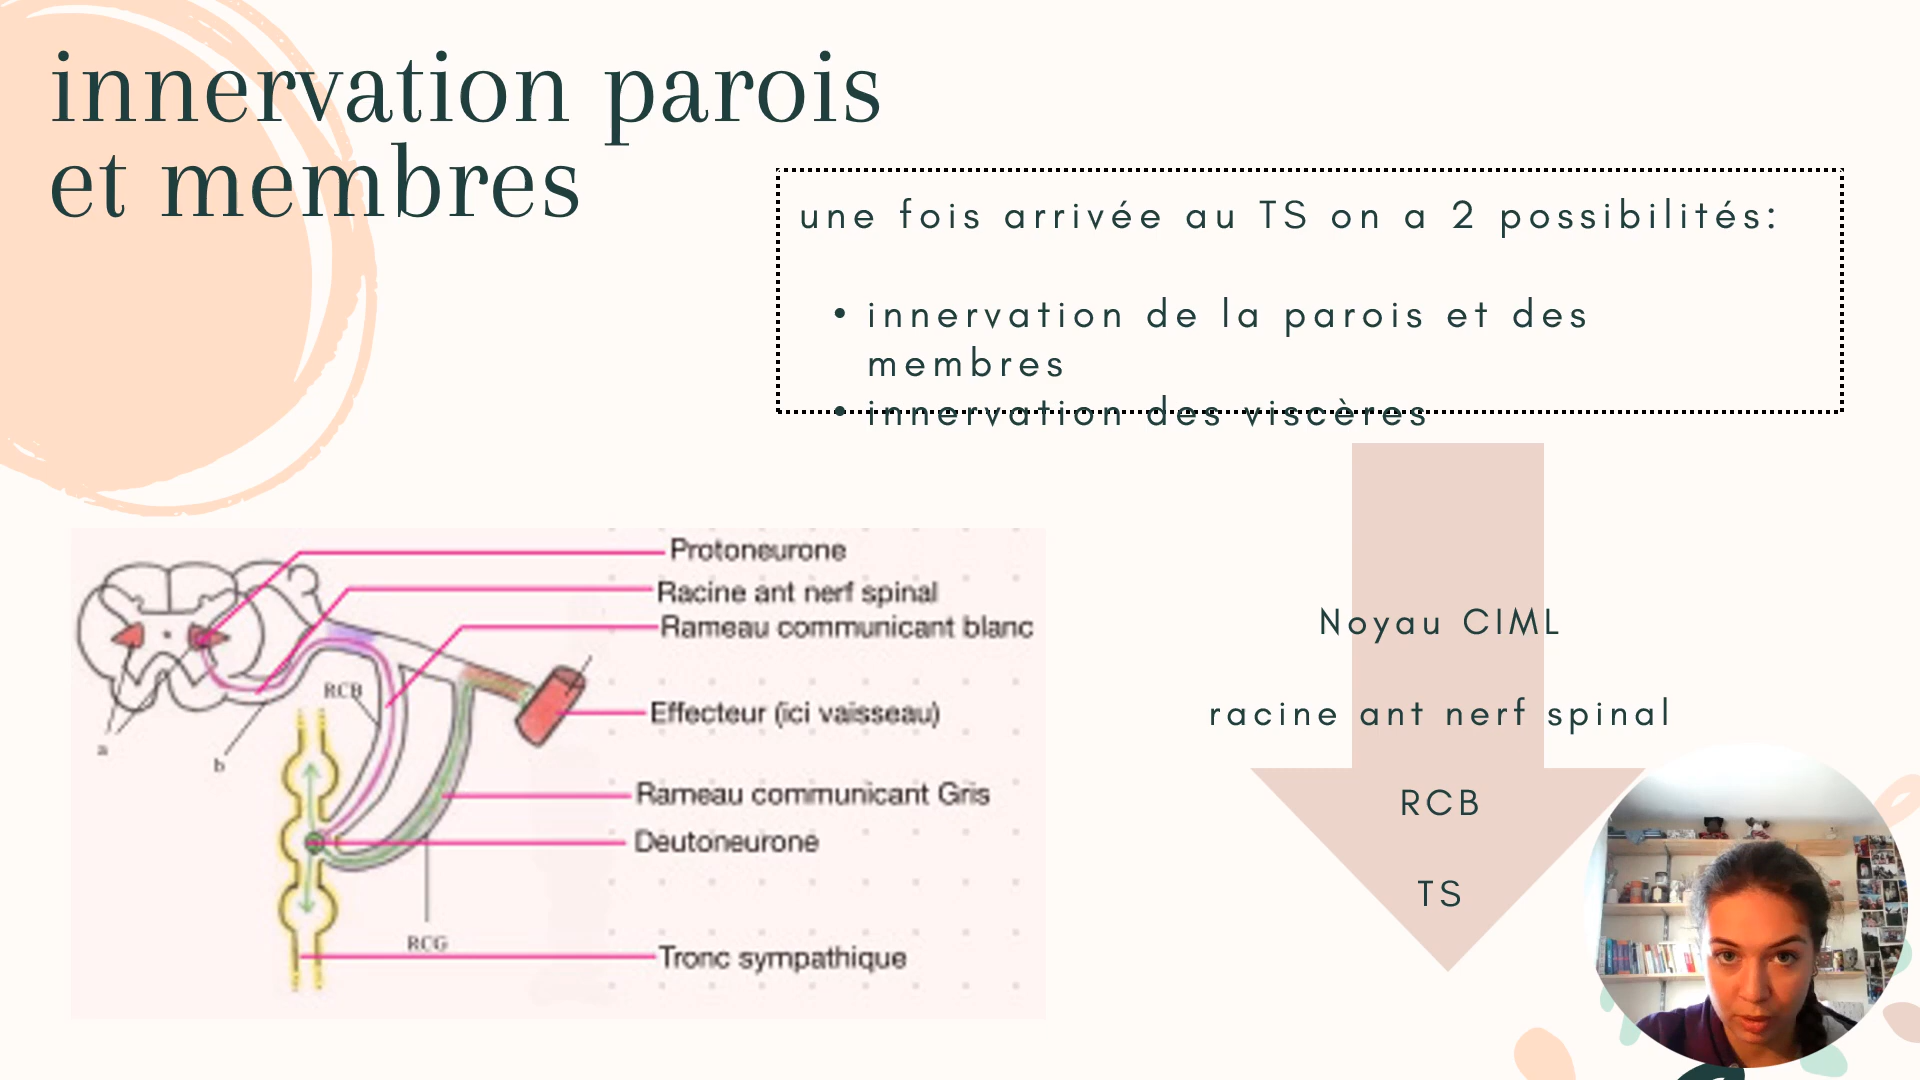 innervation parois
et membres
une fois arrivée au TS on a 2 possibilités:
• innervation de la parois et des
membres
• innervation des viscères
Protoneurone
Racine ant nerf spinal
Rameau communicant blanc
RCB
Effecteur (ici vaisseau)
a
b
Rameau communicant Gris
Deutoneurone
RCG
Tronc sympathique
Noyau CIML
racine ant nerf spinal
RCB
TS